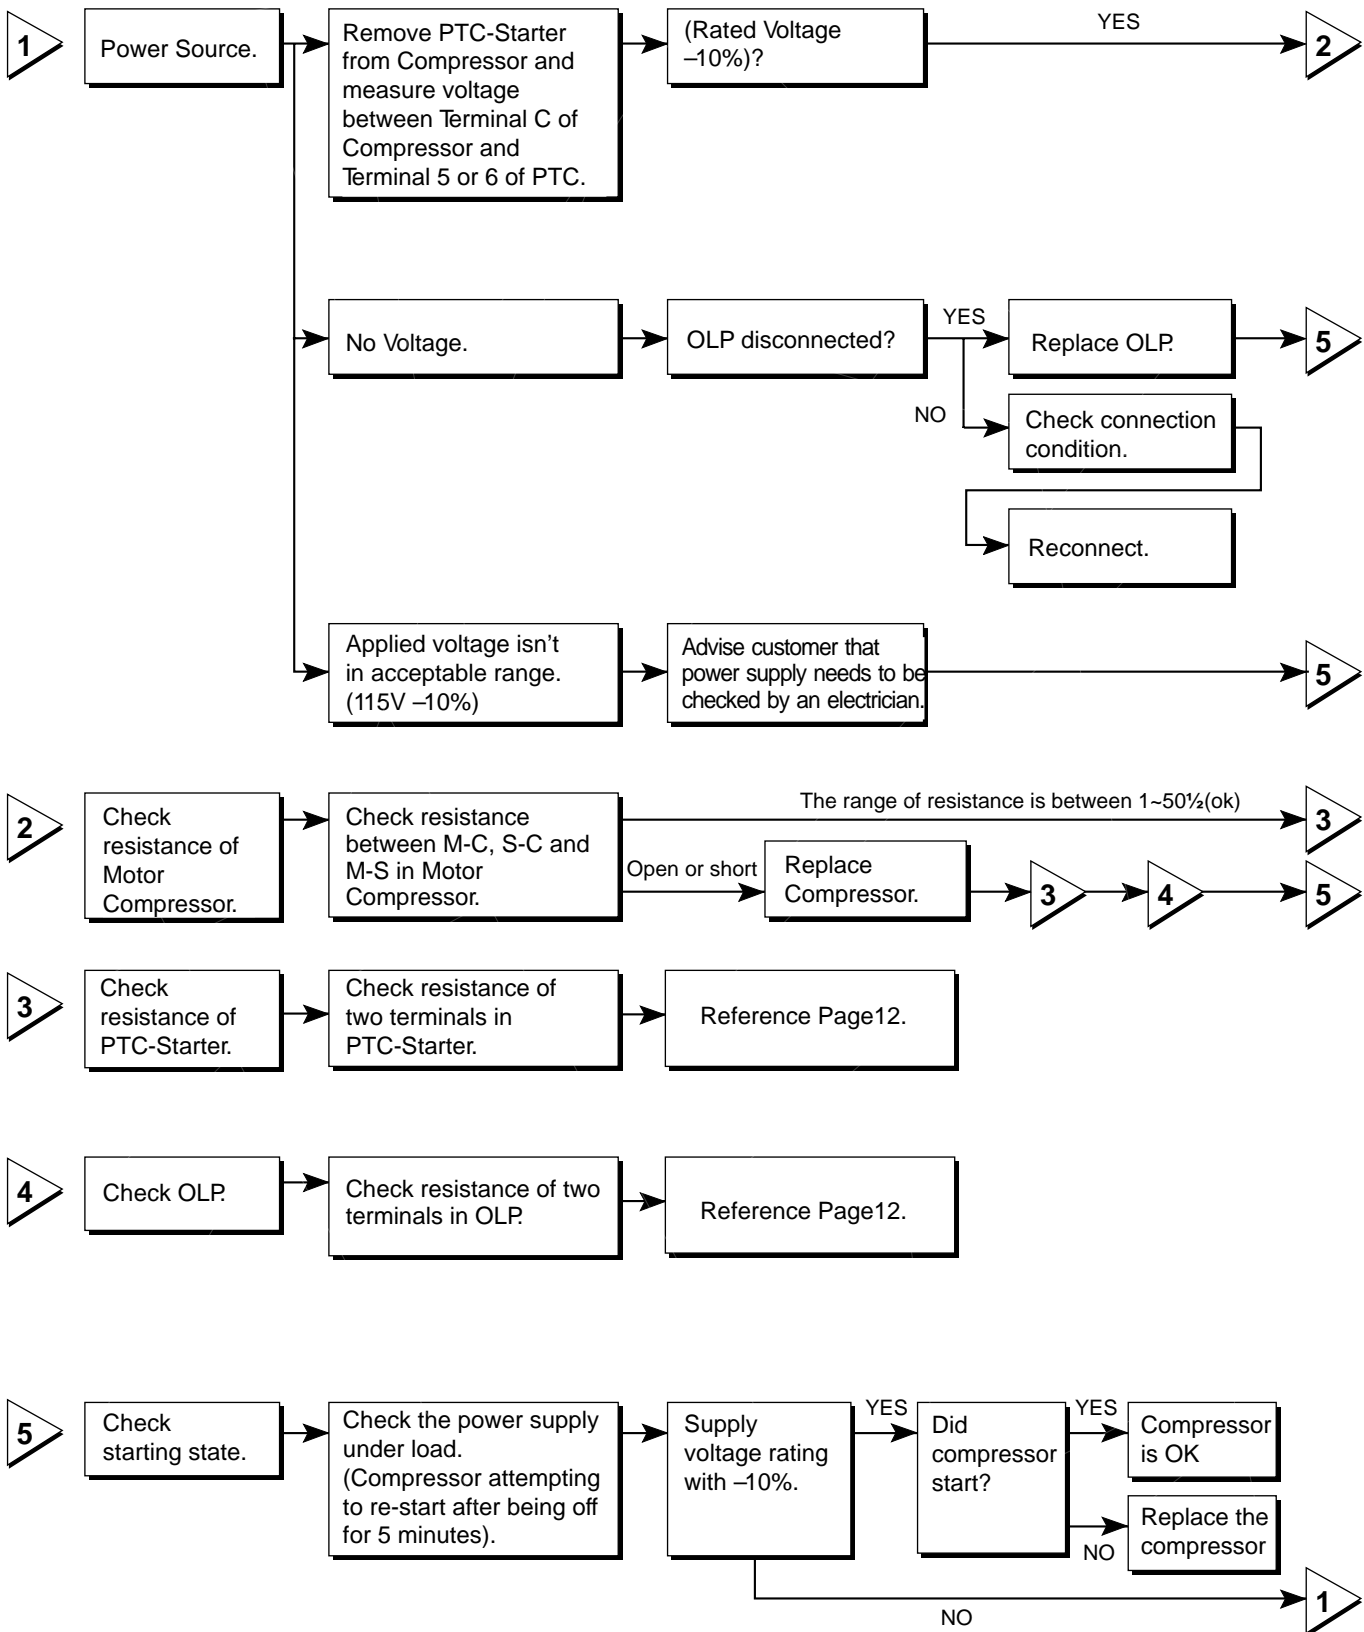 1
Power Source.
Remove PTC-Starter
from Compressor and
measure voltage
between Terminal C of
Compressor and
Terminal 5 or 6 of PTC.
(Rated Voltage
–10%)?
YES
2
No Voltage.
OLP disconnected?
YES
Replace OLP.
5
NO
Check connection
condition.
Reconnect.
Applied voltage isn't
in acceptable range.
(115V –10%)
Advise customer that
power supply needs to be
checked by an electrician.
5
2
Check
resistance of
Motor
Compressor.
Check resistance
between M-C, S-C and
M-S in Motor
Compressor.
The range of resistance is between 1~50½(ok)
3
Open or short
Replace
Compressor.
3
4
5
3
Check
resistance of
PTC-Starter.
Check resistance of
two terminals in
PTC-Starter.
Reference Page12.
4
Check OLP.
Check resistance of two
terminals in OLP.
Reference Page12.
5
Check
starting state.
Check the power supply
under load.
(Compressor attempting
to re-start after being off
for 5 minutes).
Supply
voltage rating
with –10%.
YES
Did
compressor
start?
YES
Compressor
is OK
NO
Replace the
compressor
NO
1